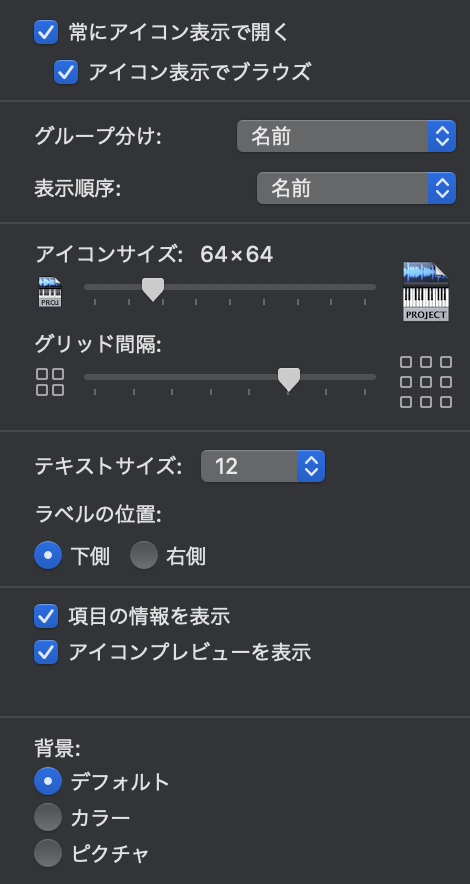 常にアイコン表示で開く
アイコン表示でブラウズ
グループ分け: 名前
表示順序: 名前
アイコンサイズ: 64×64
PROJ PROJECT
グリッド間隔:
テキストサイズ: 12
ラベルの位置:
下側 右側
項目の情報を表示
アイコンプレビューを表示
背景:
デフォルト
カラー
ピクチャ